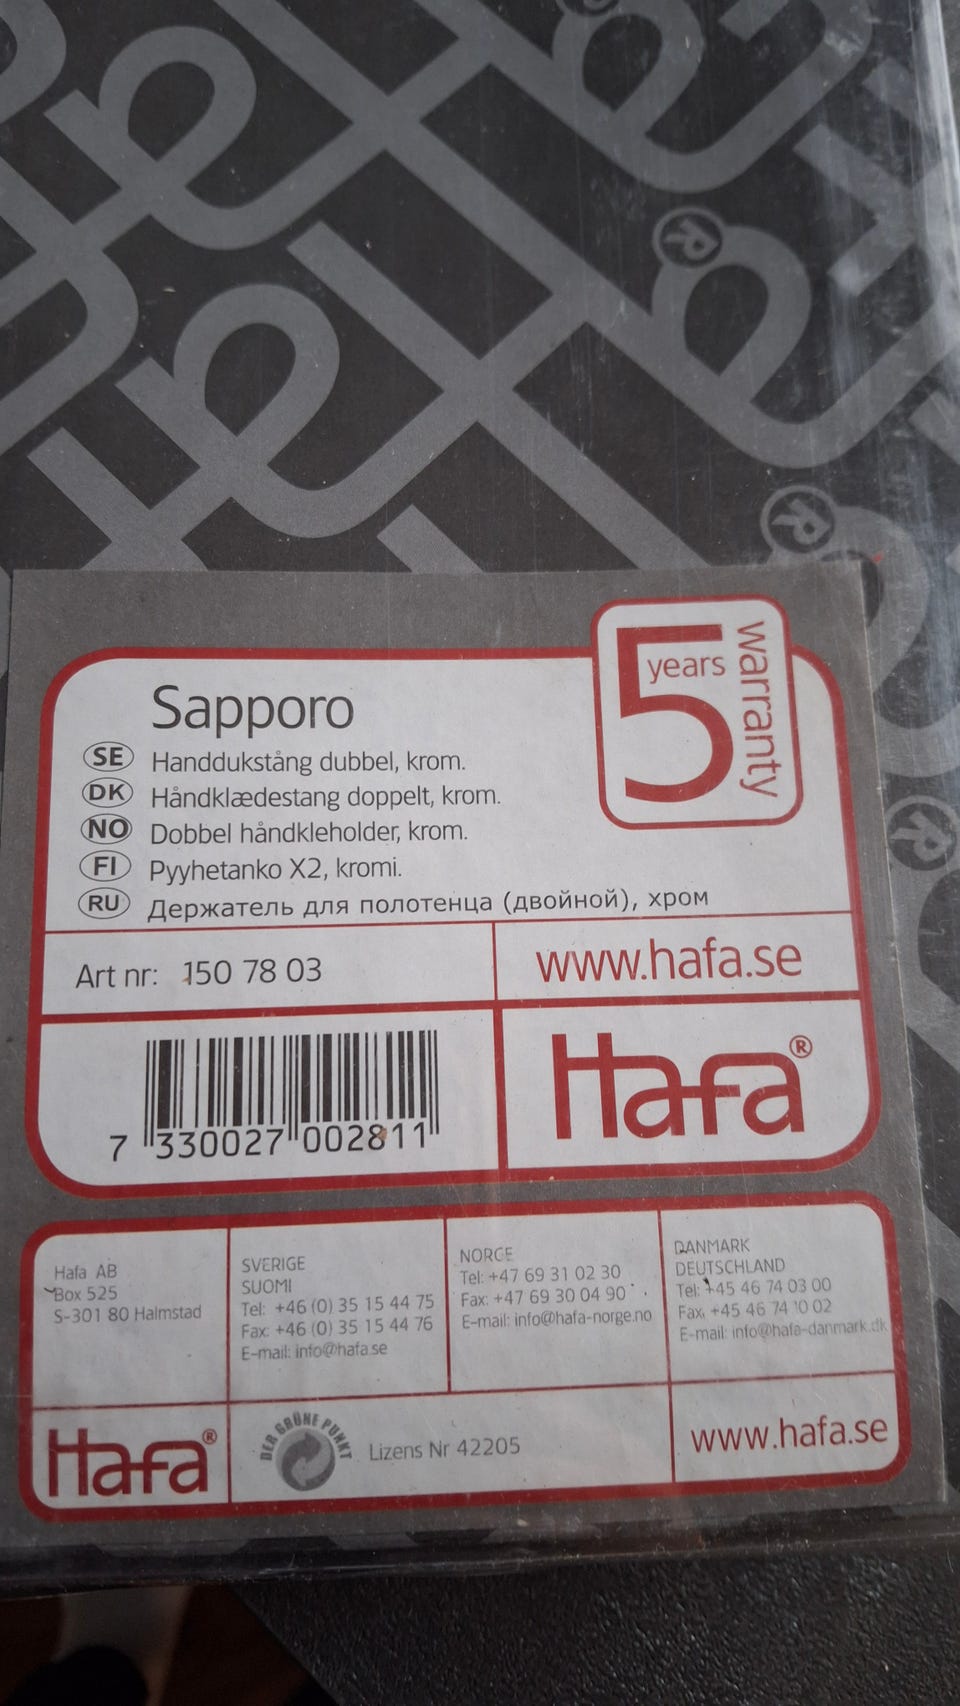 R
R
R
Sapporo
5 years warranty
SE Handdukstång dubbel, krom.
DK Håndklædestang doppelt, krom.
NO Dobbel håndkleholder, krom.
FI Pyyhetanko X2, kromi.
RU Держатель для полотенца (двойной), хром
Art nr: 150 78 03
www.hafa.se
7 330027 002811
Hafa®
Hafa AB
Box 525
S-301 80 Halmstad
SVERIGE
SUOMI
Tel: +46 (0) 35 15 44 75
Fax: +46 (0) 35 15 44 76
E-mail: info@hafa.se
NORGE
Tel: +47 69 31 02 30
Fax: +47 69 30 04 90
E-mail: info@hafa-norge.no
DANMARK
DEUTSCHLAND
Tel: +45 46 74 03 00
Fax. +45 46 74 10 02
E-mail: info@hafa-danmark.dk
Hafa®
DER GRÜNE PUNKT
Lizens Nr 42205
www.hafa.se